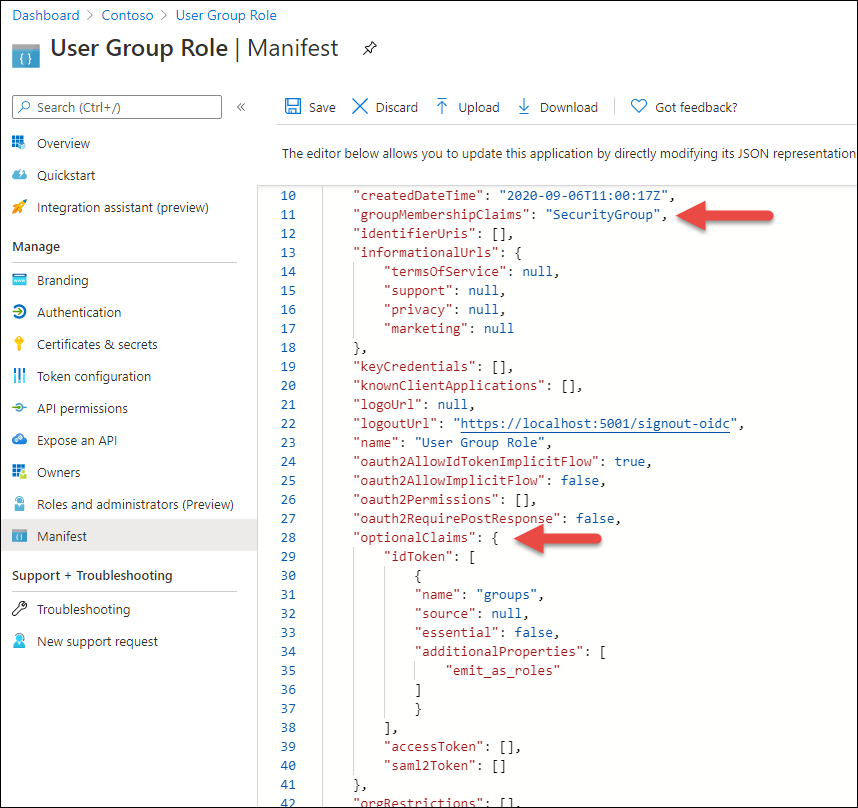 Dashboard > Contoso > User Group Role
User Group Role | Manifest
Search (Ctrl+/)
«
Save
Discard
Upload
Download
Got feedback?
Overview
Quickstart
Integration assistant (preview)
Manage
Branding
Authentication
Certificates & secrets
Token configuration
API permissions
Expose an API
Owners
Roles and administrators (Preview)
Manifest
Support + Troubleshooting
Troubleshooting
New support request
The editor below allows you to update this application by directly modifying its JSON representation
10 "createdDateTime": "2020-09-06T11:00:17Z",
11 "groupMembershipClaims": "SecurityGroup",
12 "identifierUris": [],
13 "informationalUrls": {
14 "termsOfService": null,
15 "support": null,
16 "privacy": null,
17 "marketing": null
18 },
19 "keyCredentials": [],
20 "knownClientApplications": [],
21 "logoUrl": null,
22 "logoutUrl": "https://localhost:5001/signout-oidc",
23 "name": "User Group Role",
24 "oauth2AllowIdTokenImplicitFlow": true,
25 "oauth2AllowImplicitFlow": false,
26 "oauth2Permissions": [],
27 "oauth2RequirePostResponse": false,
28 "optionalClaims": {
29 "idToken": [
30 {
31 "name": "groups",
32 "source": null,
33 "essential": false,
34 "additionalProperties": [
35 "emit_as_roles"
36 ]
37 }
38 ],
39 "accessToken": [],
40 "saml2Token": []
41 },
42 "orgRestrictions": [],